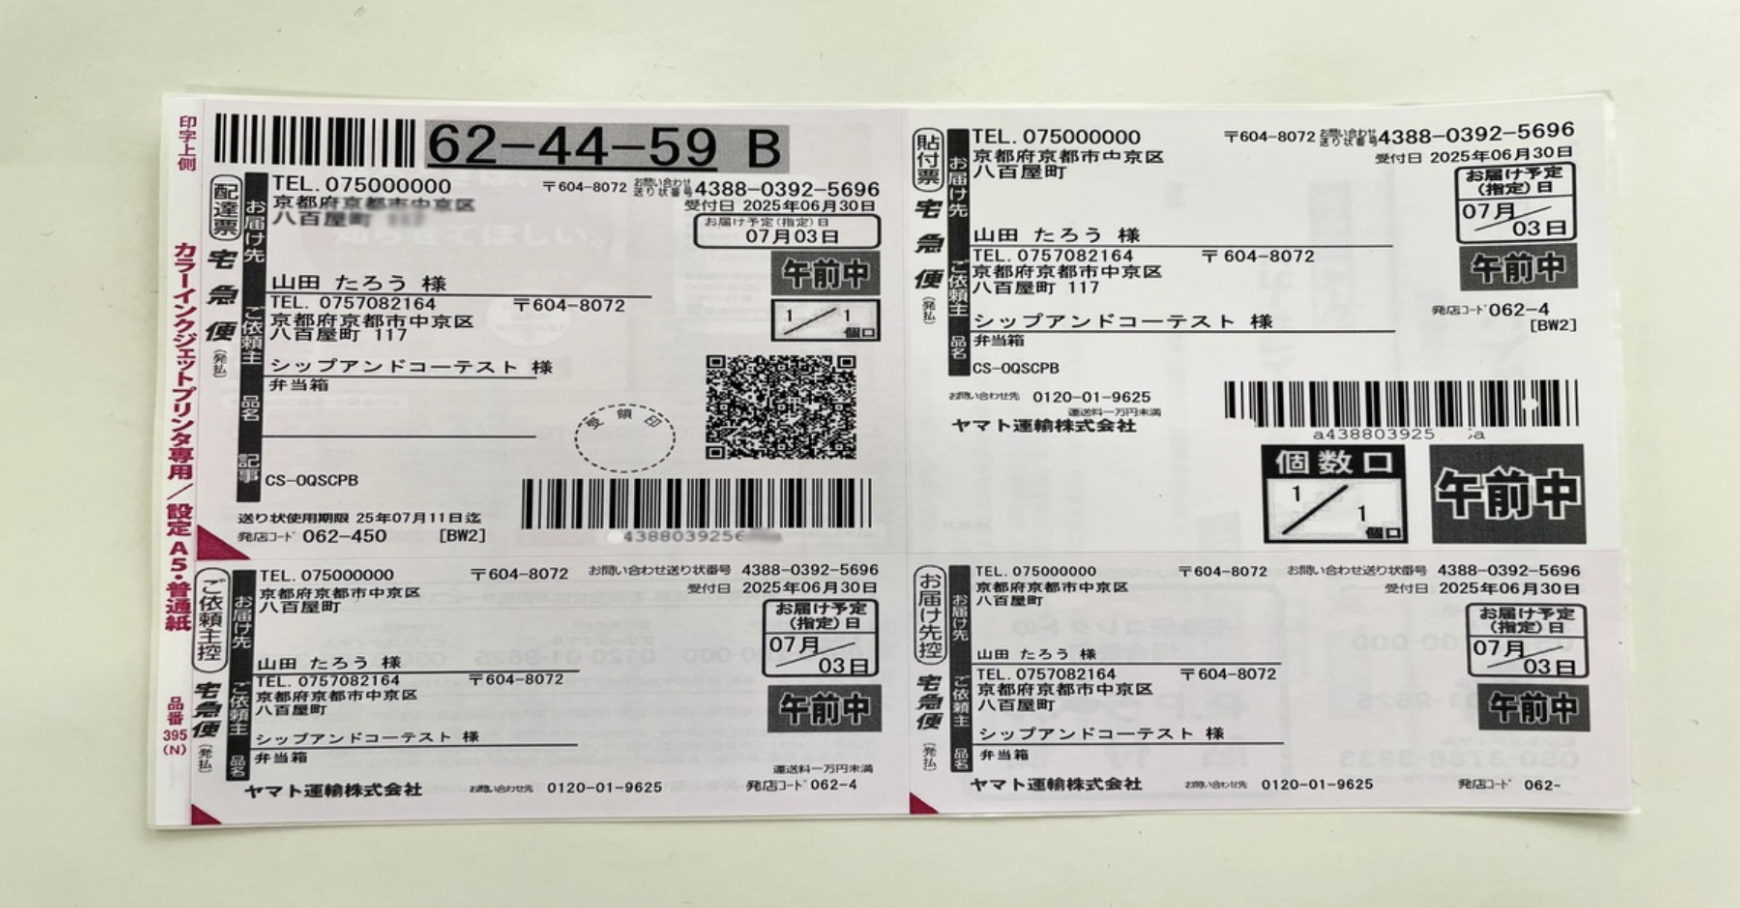 印字上側
カラーインクジェットプリンタ専用／設定A5・普通紙
品番
395
(N)
62-44-59 B
配達票
宅急便
(発払)
お届け先
TEL. 075000000
〒604-8072
お問い合わせ
送り状番号
4388-0392-5696
京都府京都市中京区
受付日 2025年06月30日
八百屋町
お届け予定(指定)日
07月03日
山田 たろう 様
午前中
ご依頼主
TEL. 0757082164
〒604-8072
京都府京都市中京区
八百屋町 117
1/1
個口
シップアンドコーテスト 様
品名
弁当箱
受領印
記事
CS-0QSCPB
送り状使用期限 25年07月11日迄
発店コード 062-450
[BW2]
4388039256
貼付票
宅急便
(発払)
お届け先
TEL. 075000000
〒604-8072
お問い合わせ
送り状番号
4388-0392-5696
京都府京都市中京区
受付日 2025年06月30日
八百屋町
お届け予定
(指定)日
07月
03日
山田 たろう 様
午前中
ご依頼主
TEL. 0757082164
〒604-8072
京都府京都市中京区
八百屋町 117
発店コード 062-4
[BW2]
シップアンドコーテスト 様
品名
弁当箱
CS-0QSCPB
お問い合わせ先 0120-01-9625
運送料一万円未満
ヤマト運輸株式会社
a438803925
a
個数口
1/1
個口
午前中
ご依頼主控
宅急便
(発払)
お届け先
TEL. 075000000
〒604-8072
お問い合わせ送り状番号 4388-0392-5696
京都府京都市中京区
受付日 2025年06月30日
八百屋町
お届け予定
(指定)日
07月
03日
山田 たろう 様
ご依頼主
TEL. 0757082164
〒604-8072
京都府京都市中京区
八百屋町
午前中
シップアンドコーテスト 様
品名
弁当箱
運送料一万円未満
ヤマト運輸株式会社
お問い合わせ先 0120-01-9625
発店コード 062-4
お届け先控
宅急便
(発払)
お届け先
TEL. 075000000
〒604-8072
お問い合わせ送り状番号 4388-0392-5696
京都府京都市中京区
受付日 2025年06月30日
八百屋町
お届け予定
(指定)日
07月
03日
山田 たろう 様
ご依頼主
TEL. 0757082164
〒604-8072
京都府京都市中京区
八百屋町
午前中
シップアンドコーテスト 様
品名
弁当箱
ヤマト運輸株式会社
お問い合わせ先 0120-01-9625
発店コード 062-